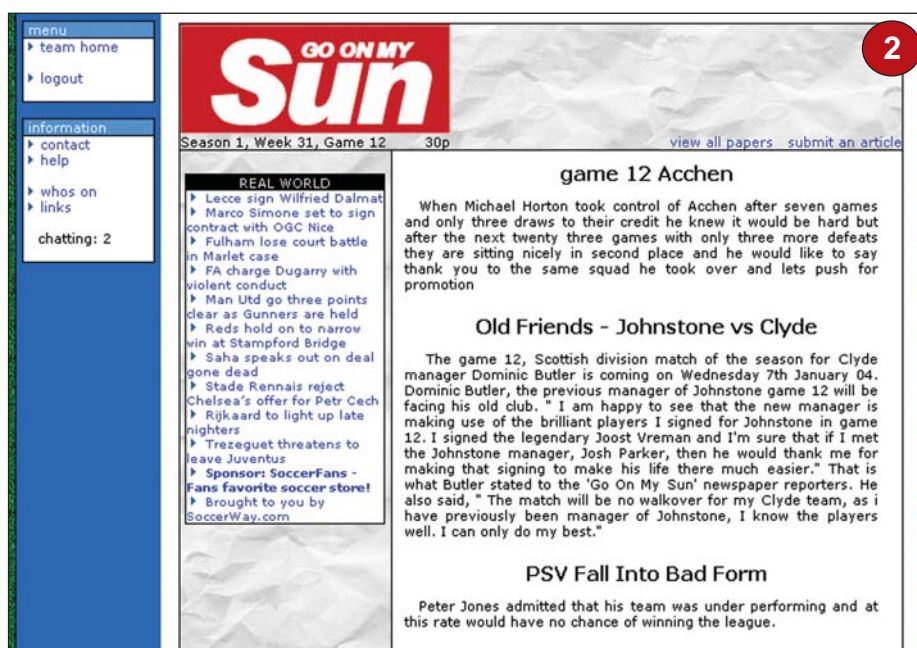 menu
team home
logout
information
contact
help
whos on
links
chatting: 2
GO ON MY
Sun
2
Season 1, Week 31, Game 12 30p
view all papers submit an article
REAL WORLD
Lecce sign Wilfried Dalmat
Marco Simone set to sign
contract with OGC Nice
Fulham lose court battle
in Marlet case
FA charge Dugarry with
violent conduct
Man Utd go three points
clear as Gunners are held
Reds hold on to narrow
win at Stampford Bridge
Saha speaks out on deal
gone dead
Stade Rennais reject
Chelsea's offer for Petr Cech
Rijkaard to light up late
nighters
Trezeguet threatens to
leave Juventus
Sponsor: SoccerFans -
Fans favorite soccer store!
Brought to you by
SoccerWay.com
game 12 Acchen
When Michael Horton took control of Acchen after seven games
and only three draws to their credit he knew it would be hard but
after the next twenty three games with only three more defeats
they are sitting nicely in second place and he would like to say
thank you to the same squad he took over and lets push for
promotion
Old Friends - Johnstone vs Clyde
The game 12, Scottish division match of the season for Clyde
manager Dominic Butler is coming on Wednesday 7th January 04.
Dominic Butler, the previous manager of Johnstone game 12 will be
facing his old club. " I am happy to see that the new manager is
making use of the brilliant players I signed for Johnstone in game
12. I signed the legendary Joost Vreman and I'm sure that if I met
the Johnstone manager, Josh Parker, then he would thank me for
making that signing to make his life there much easier." That is
what Butler stated to the 'Go On My Sun' newspaper reporters. He
also said, " The match will be no walkover for my Clyde team, as i
have previously been manager of Johnstone, I know the players
well. I can only do my best."
PSV Fall Into Bad Form
Peter Jones admitted that his team was under performing and at
this rate would have no chance of winning the league.